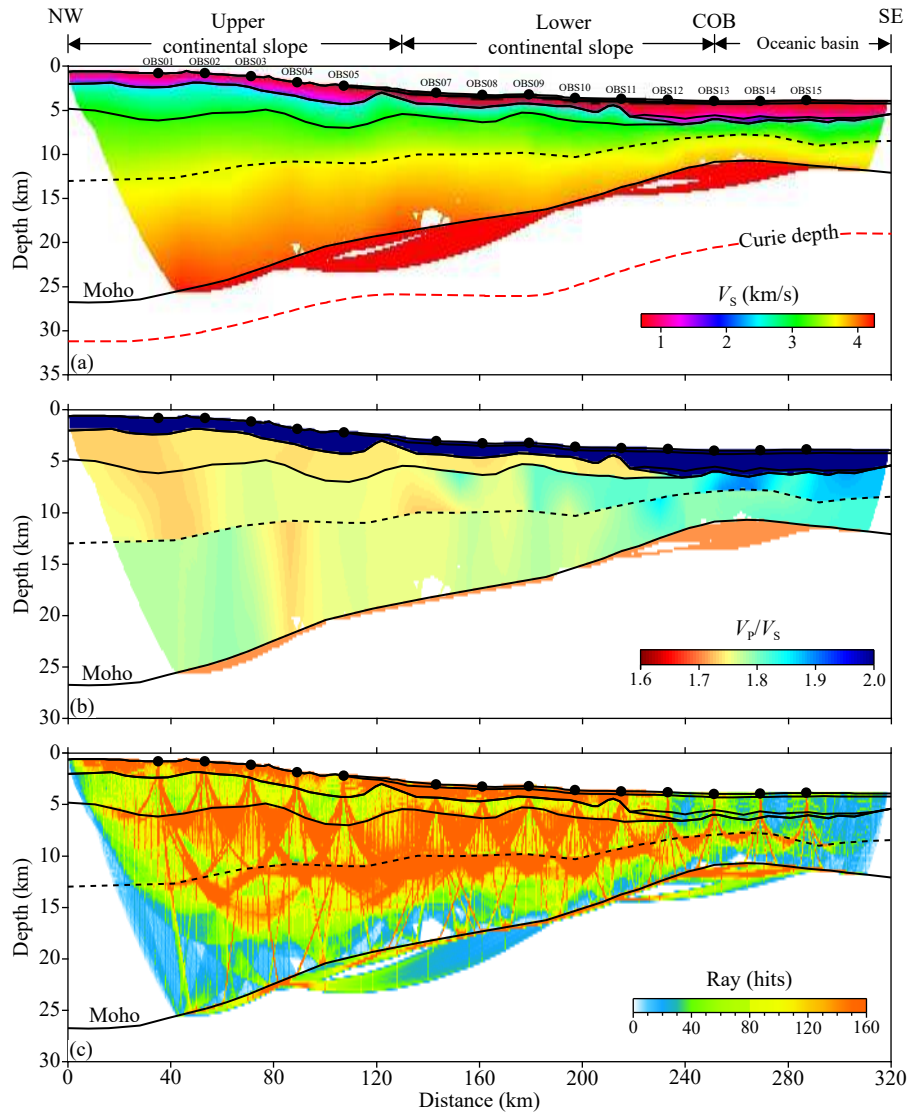 NW Upper continental slope Lower continental slope COB Oceanic basin SE
OBS01 OBS02 OBS03 OBS04 OBS05 OBS07 OBS08 OBS09 OBS10 OBS11 OBS12 OBS13 OBS14 OBS15
0
5
10
15
20
25
30
35
Depth (km)
Curie depth
Moho
VS (km/s)
1 2 3 4
(a)
0
5
10
15
20
25
30
Depth (km)
VP/VS
1.6 1.7 1.8 1.9 2.0
Moho
(b)
0
5
10
15
20
25
30
Depth (km)
Ray (hits)
0 40 80 120 160
Moho
(c)
0 40 80 120 160 200 240 280 320
Distance (km)